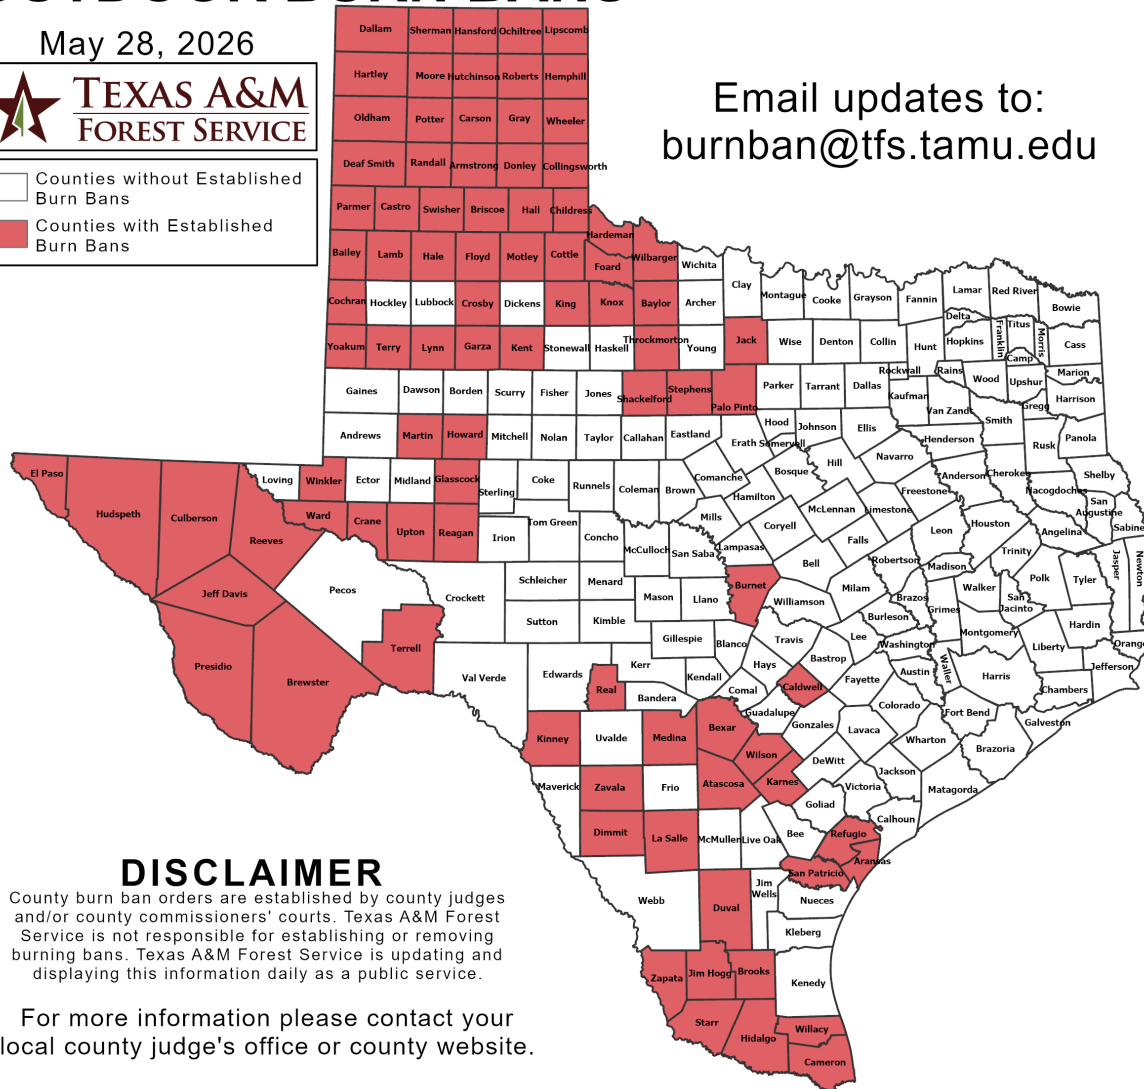 May 28, 2026
TEXAS A&M
FOREST SERVICE
Counties without Established
Burn Bans
Counties with Established
Burn Bans
Email updates to:
burnban@tfs.tamu.edu
Dallam Sherman Hansford Ochiltree Lipscomb
Hartley Moore Hutchinson Roberts Hemphill
Oldham Potter Carson Gray Wheeler
Deaf Smith Randall Armstrong Donley Collingsworth
Parmer Castro Swisher Briscoe Hall Childress
Hardeman
Bailey Lamb Hale Floyd Motley Cottle Foard Wilbarger Wichita
Clay Montague Cooke Grayson Fannin Lamar Red River Bowie
Cochran Hockley Lubbock Crosby Dickens King Knox Baylor Archer
Delta Franklin Titus Morris Cass
Yoakum Terry Lynn Garza Kent Stonewall Haskell Throckmorton Young Jack Wise Denton Collin Hunt Hopkins Camp
Gaines Dawson Borden Scurry Fisher Jones Shackelford Stephens Palo Pinto Parker Tarrant Dallas Rockwall Kaufman Rains Wood Upshur Marion
Van Zandt Gregg Harrison
Andrews Martin Howard Mitchell Nolan Taylor Callahan Eastland Erath Hood Somervell Johnson Ellis Henderson Smith Rusk Panola
El Paso Hudspeth Culberson Reeves Loving Winkler Ector Midland Glasscock Sterling Coke Runnels Coleman Brown Comanche Bosque Hill Navarro
Hamilton Freestone Anderson Cherokee Nacogdoches Shelby
Ward Crane Upton Reagan Irion Tom Green Concho McCulloch San Saba Mills Coryell McLennan Limestone Leon Houston Angelina San Augustine Sabine
Lampasas Bell Falls Robertson Madison Trinity Polk Tyler Jasper Newton
Jeff Davis Pecos Crockett Schleicher Menard Mason Llano Burnet Williamson Milam Brazos Grimes Walker San Jacinto Hardin
Presidio Brewster Terrell Sutton Kimble Gillespie Blanco Travis Lee Burleson Washington Montgomery Liberty Orange
Val Verde Edwards Real Kerr Kendall Bandera Hays Comal Caldwell Bastrop Fayette Austin Waller Harris Chambers Jefferson
Kinney Uvalde Medina Bexar Guadalupe Gonzales Lavaca Colorado Fort Bend Wharton Brazoria Galveston
Maverick Zavala Frio Atascosa Wilson Karnes DeWitt Victoria Jackson Matagorda
Dimmit La Salle McMullen Live Oak Bee Goliad Refugio Calhoun Aransas
Webb Duval Jim Wells San Patricio Nueces Kleberg
Zapata Jim Hogg Brooks Kenedy
Starr Hidalgo Willacy
Cameron
DISCLAIMER
County burn ban orders are established by county judges
and/or county commissioners' courts. Texas A&M Forest
Service is not responsible for establishing or removing
burning bans. Texas A&M Forest Service is updating and
displaying this information daily as a public service.
For more information please contact your
local county judge's office or county website.